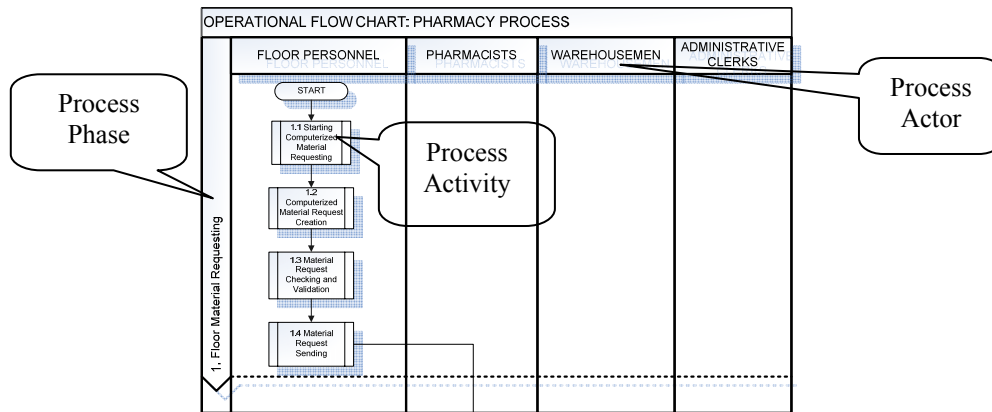 OPERATIONAL FLOW CHART: PHARMACY PROCESS
FLOOR PERSONNEL
PHARMACISTS
WAREHOUSEMEN
ADMINISTRATIVE
CLERKS
Process
Phase
Process
Actor
START
1.1 Starting
Computerized
Material
Requesting
Process
Activity
1.2
Computerized
Material Request
Creation
1.3 Material
Request
Checking and
Validation
1.4 Material
Request
Sending
1, Floor Material Requesting